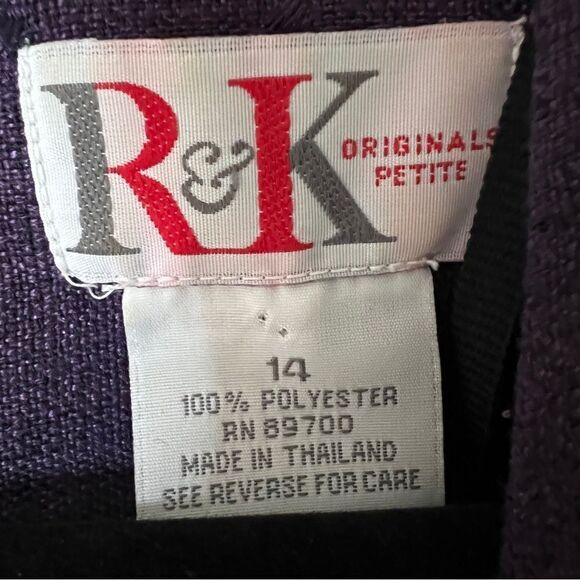 R&K
ORIGINALS
PETITE
14
100% POLYESTER
RN 89700
MADE IN THAILAND
SEE REVERSE FOR CARE